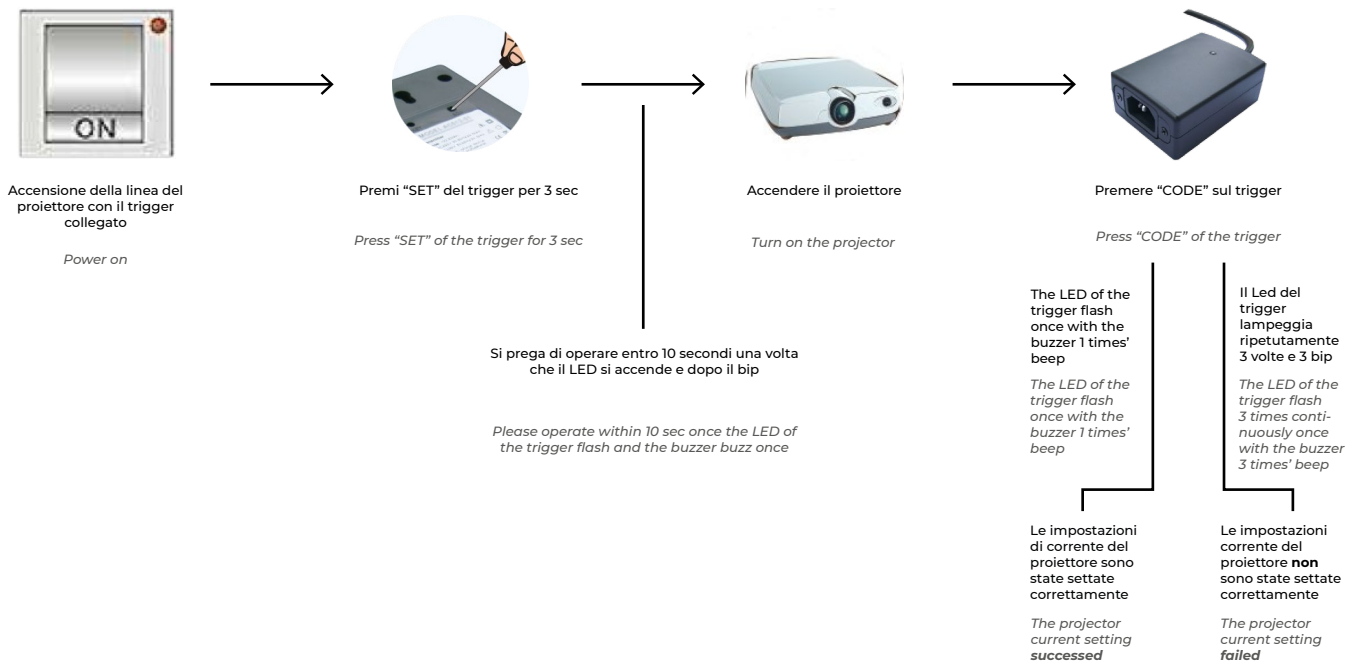 ON
Accensione della linea del
proiettore con il trigger
collegato
Power on
Premi “SET” del trigger per 3 sec
Press “SET” of the trigger for 3 sec
Si prega di operare entro 10 secondi una volta
che il LED si accende e dopo il bip
Please operate within 10 sec once the LED of
the trigger flash and the buzzer buzz once
Accendere il proiettore
Turn on the projector
Premere “CODE” sul trigger
Press “CODE” of the trigger
The LED of the
trigger flash
once with the
buzzer 1 times’
beep
The LED of the
trigger flash
once with the
buzzer 1 times’
beep
Le impostazioni
di corrente del
proiettore sono
state settate
correttamente
The projector
current setting
successed
Il Led del
trigger
lampeggia
ripetutamente
3 volte e 3 bip
The LED of the
trigger flash
3 times conti-
nuously once
with the buzzer
3 times’ beep
Le impostazioni
corrente del
proiettore non
sono state settate
correttamente
The projector
current setting
failed